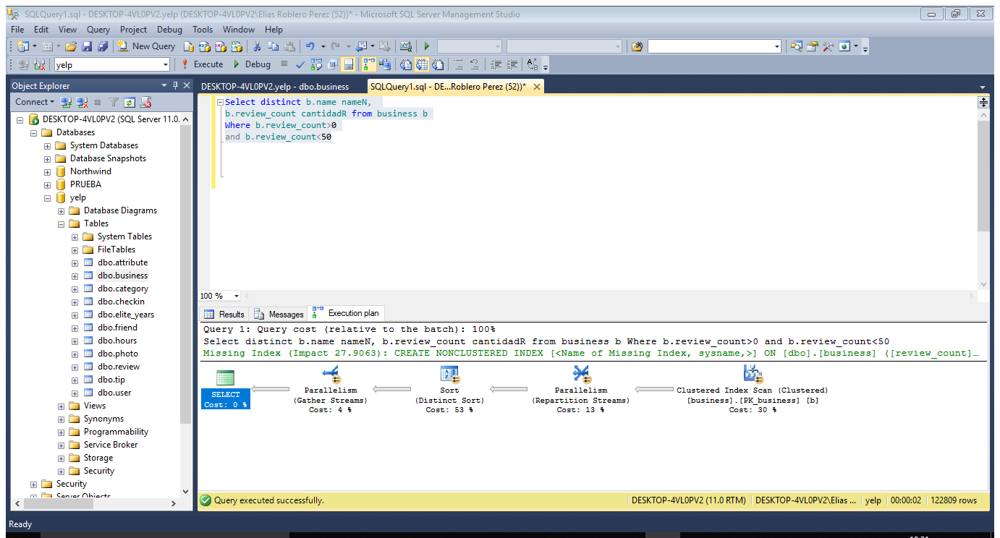 SQLQuery1.sql - DESKTOP-4VL0PV2.yelp (DESKTOP-4VL0PV2\Elias Roblero Perez (52))* - Microsoft SQL Server Management Studio
File Edit View Query Project Debug Tools Window Help
New Query
yelp Execute Debug
Object Explorer
Connect
DESKTOP-4VL0PV2 (SQL Server 11.0.
Databases
System Databases
Database Snapshots
Northwind
PRUEBA
yelp
Database Diagrams
Tables
System Tables
FileTables
dbo.attribute
dbo.business
dbo.category
dbo.checkin
dbo.elite_years
dbo.friend
dbo.hours
dbo.photo
dbo.review
dbo.tip
dbo.user
Views
Synonyms
Programmability
Service Broker
Storage
Security
Security
Server Objects
DESKTOP-4VL0PV2.yelp - dbo.business
SQLQuery1.sql - DE...Roblero Perez (52))*
Select distinct b.name nameN,
b.review_count cantidadR from business b
Where b.review_count>0
and b.review_count<50
100 %
Results Messages Execution plan
Query 1: Query cost (relative to the batch): 100%
Select distinct b.name nameN, b.review_count cantidadR from business b Where b.review_count>0 and b.review_count<50
Missing Index (Impact 27.9063): CREATE NONCLUSTERED INDEX [<Name of Missing Index, sysname,>] ON [dbo].[business] ([review_count]...
SELECT
Cost: 0 %
Parallelism
(Gather Streams)
Cost: 4 %
Sort
(Distinct Sort)
Cost: 53 %
Parallelism
(Repartition Streams)
Cost: 13 %
Clustered Index Scan (Clustered)
[business].[PK_business] [b]
Cost: 30 %
Query executed successfully.
DESKTOP-4VL0PV2 (11.0 RTM) DESKTOP-4VL0PV2\Elias ... yelp 00:00:02 122809 rows
Ready